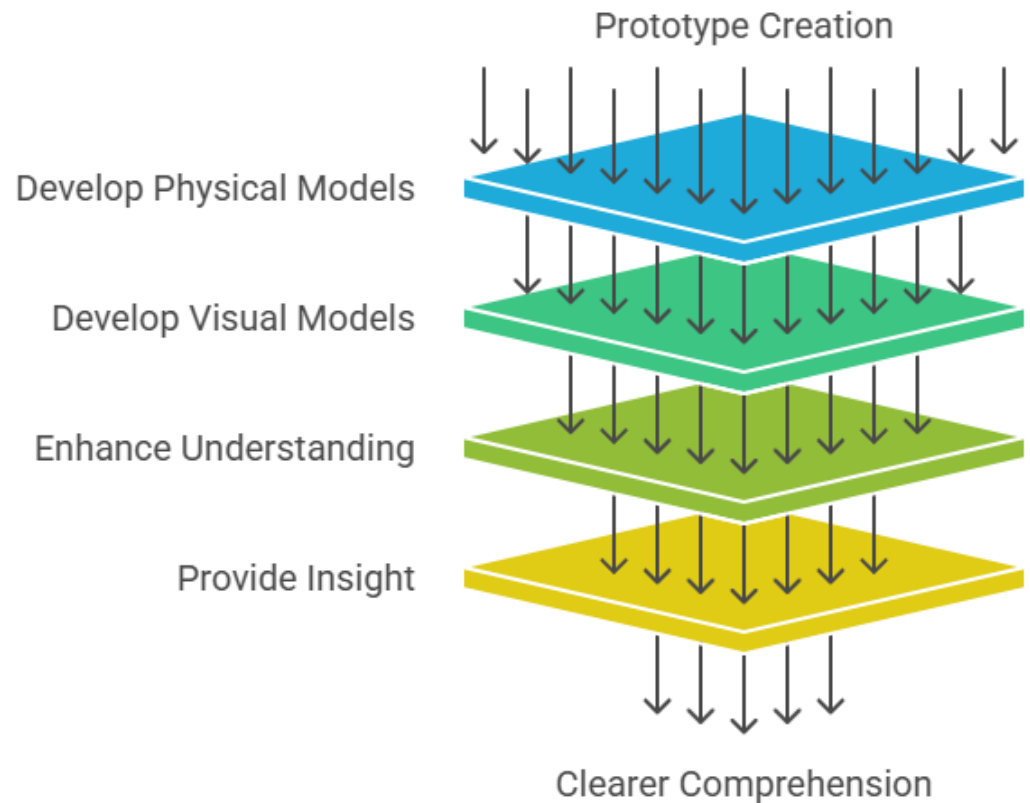 Prototype Creation
Develop Physical Models
Develop Visual Models
Enhance Understanding
Provide Insight
Clearer Comprehension